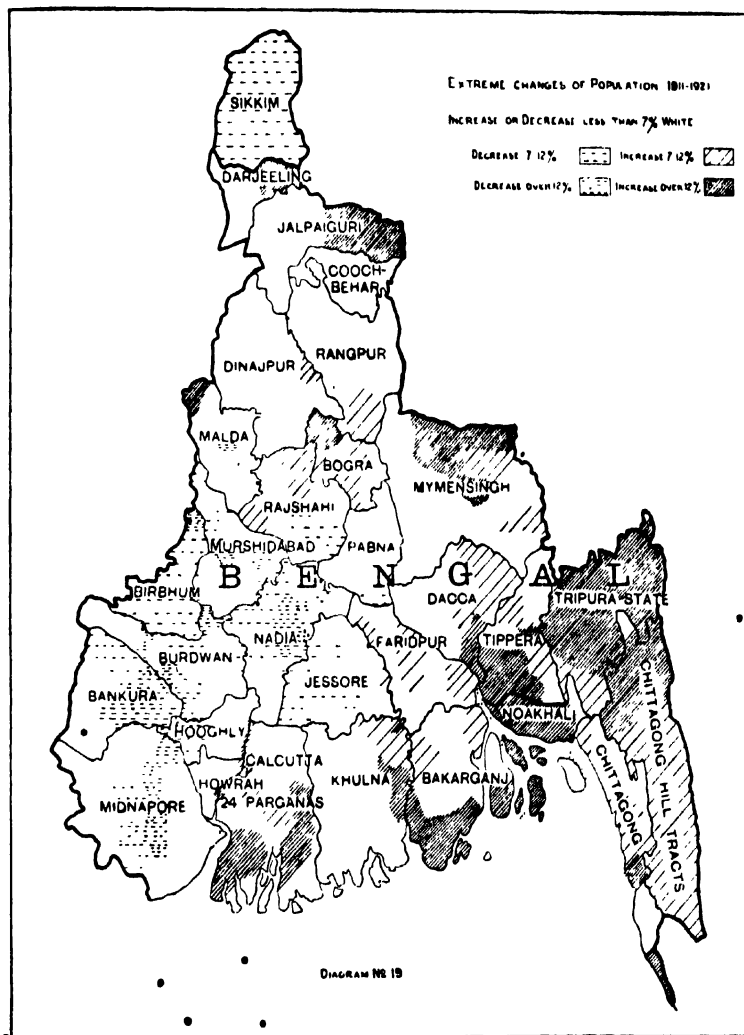 EXTREME CHANGES OF POPULATION 1911-1921
INCREASE OR DECREASE LESS THAN 7% WHITE
DECREASE 7 12% INCREASE 7 12%
DECREASE OVER 12% INCREASE OVER 12%
SIKKIM
DARJEELING
JALPAIGURI
COOCH-
BEHAR
RANGPUR
DINAJPUR
MALDA
BOGRA
MYMENSINGH
RAJSHAHI
MURSHIDABAD
PABNA
BENGAL
BIRBHUM
DACCA
TRIPURA STATE
NADIA
FARIDPUR
TIPPERA
BURDWAN
JESSORE
BANKURA
NOAKHALI
HOOGHLY
CALCUTTA
HOWRAH
KHULNA
BAKARGANJ
24 PARGANAS
MIDNAPORE
CHITTAGONG
CHITTAGONG HILL TRACTS
DIAGRAM NO 19